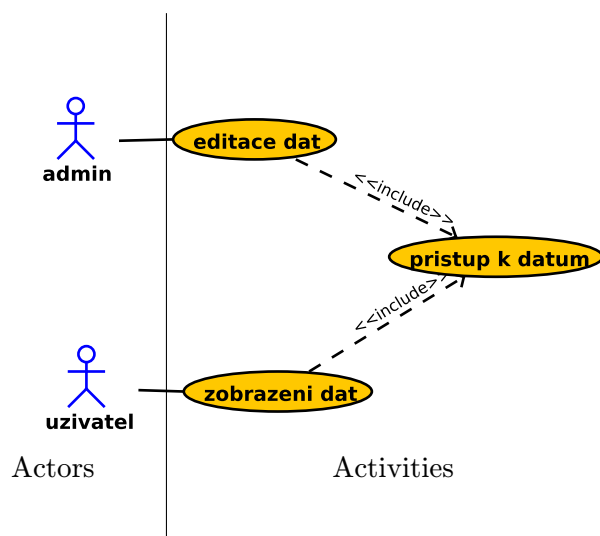 editace dat
<<include>>
admin
pristup k datum
<<include>>
zobrazeni dat
uzivatel
Actors
Activities